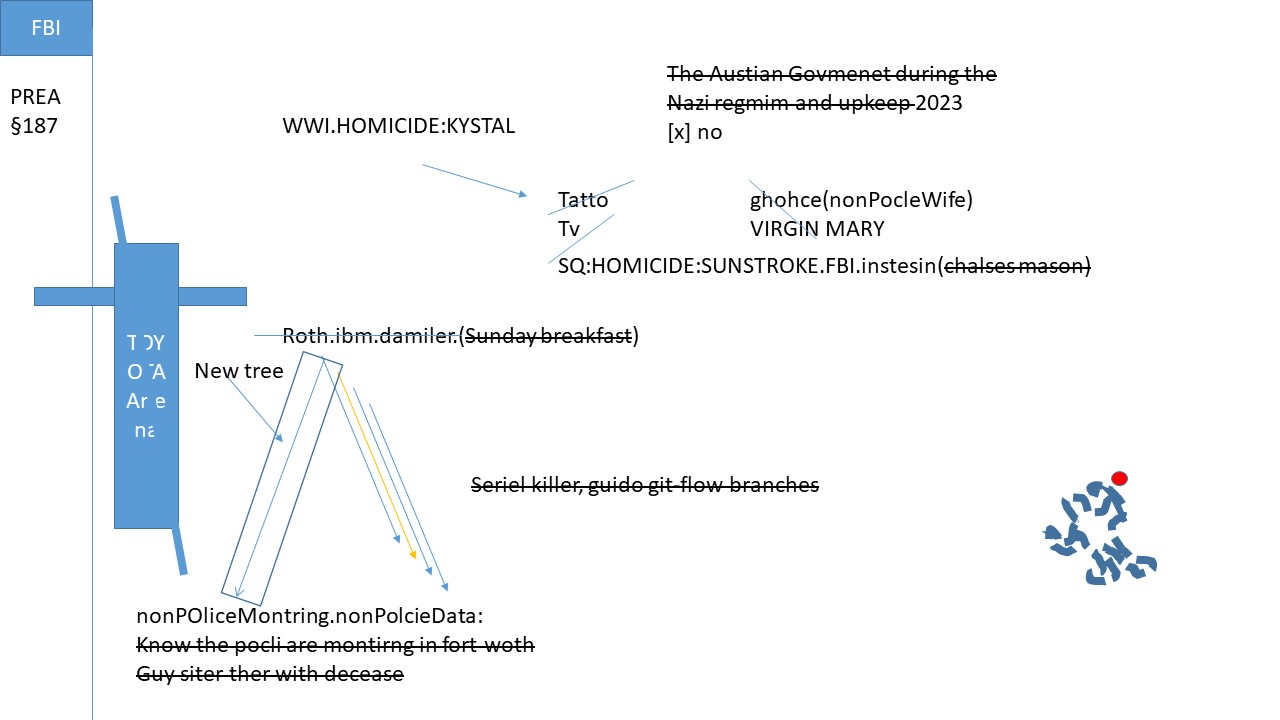 FBI
PREA
§187
The Austian Govmenet during the
Nazi regmim and upkeep 2023
[x] no
WWI.HOMICIDE:KYSTAL
Tatto
Tv
ghohce(nonPocleWife)
VIRGIN MARY
SQ:HOMICIDE:SUNSTROKE.FBI.instesin(chalses mason)
Roth.ibm.damiler.(Sunday breakfast)
New tree
TOY
OTA
Are
na
Seriel killer, guido git-flow branches
nonPOliceMontring.nonPolcieData:
Know the pocli are montirng in fort woth
Guy siter ther with decease